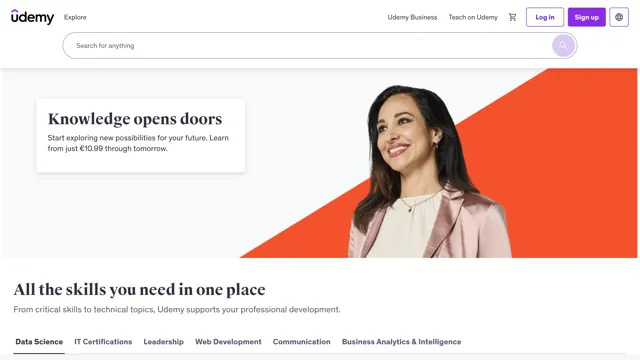 udemy
Explore
Udemy Business
Teach on Udemy
Log in
Sign up
Search for anything
Knowledge opens doors
Start exploring new possibilities for your future. Learn
from just €10.99 through tomorrow.
All the skills you need in one place
From critical skills to technical topics, Udemy supports your professional development.
Data Science
IT Certifications
Leadership
Web Development
Communication
Business Analytics & Intelligence